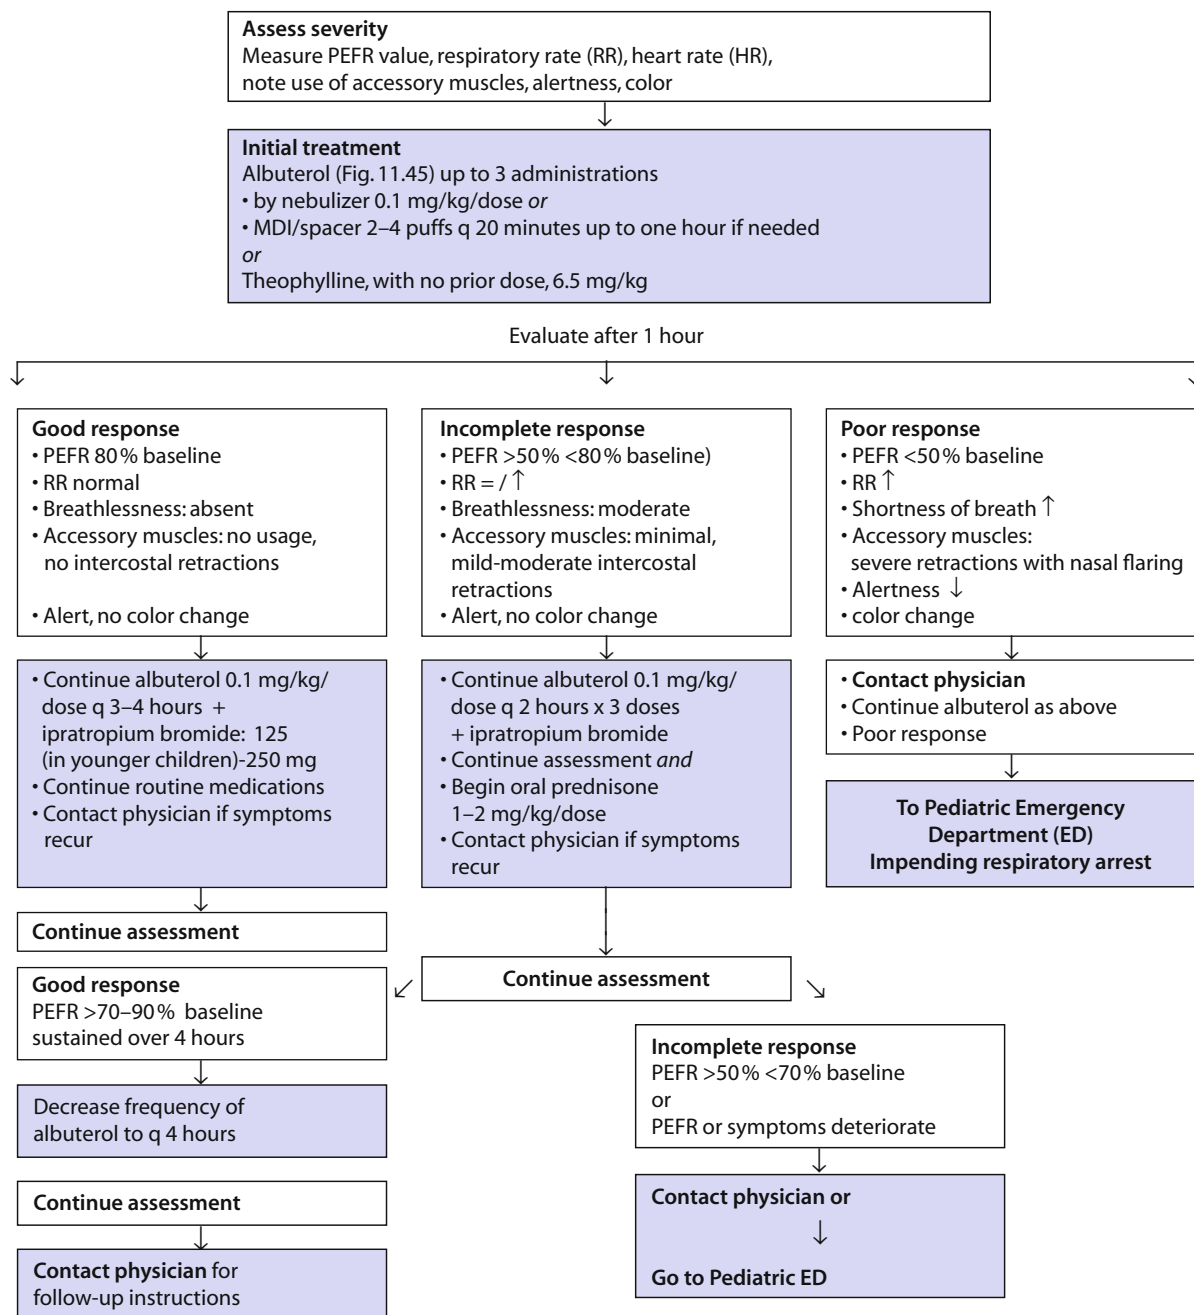 Assess severity
Measure PEFR value, respiratory rate (RR), heart rate (HR),
note use of accessory muscles, alertness, color
Initial treatment
Albuterol (Fig. 11.45) up to 3 administrations
• by nebulizer 0.1 mg/kg/dose or
• MDI/spacer 2–4 puffs q 20 minutes up to one hour if needed
or
Theophylline, with no prior dose, 6.5 mg/kg
Evaluate after 1 hour
Good response
• PEFR 80% baseline
• RR normal
• Breathlessness: absent
• Accessory muscles: no usage,
no intercostal retractions
• Alert, no color change
Incomplete response
• PEFR >50% <80% baseline)
• RR = / ↑
• Breathlessness: moderate
• Accessory muscles: minimal,
mild-moderate intercostal
retractions
• Alert, no color change
Poor response
• PEFR <50% baseline
• RR ↑
• Shortness of breath ↑
• Accessory muscles:
severe retractions with nasal flaring
• Alertness ↓
• color change
• Continue albuterol 0.1 mg/kg/
dose q 3–4 hours +
ipratropium bromide: 125
(in younger children)-250 mg
• Continue routine medications
• Contact physician if symptoms
recur
• Continue albuterol 0.1 mg/kg/
dose q 2 hours x 3 doses
+ ipratropium bromide
• Continue assessment and
• Begin oral prednisone
1–2 mg/kg/dose
• Contact physician if symptoms
recur
• Contact physician
• Continue albuterol as above
• Poor response
To Pediatric Emergency
Department (ED)
Impending respiratory arrest
Continue assessment
Good response
PEFR >70–90% baseline
sustained over 4 hours
Continue assessment
Incomplete response
PEFR >50% <70% baseline
or
PEFR or symptoms deteriorate
Decrease frequency of
albuterol to q 4 hours
Continue assessment
Contact physician for
follow-up instructions
Contact physician or
↓
Go to Pediatric ED